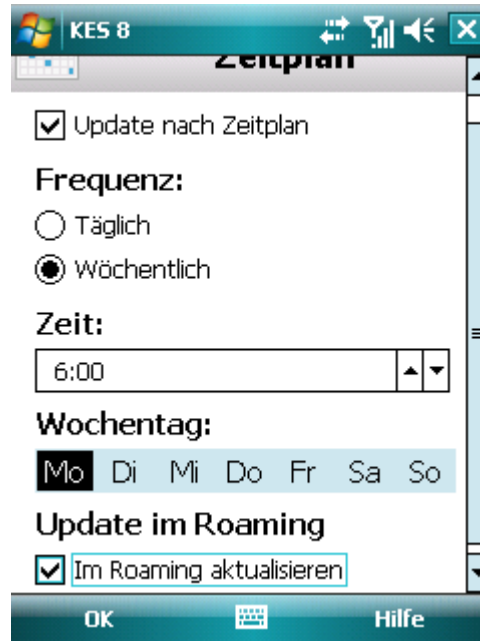 KES 8
Zeitplan
Update nach Zeitplan
Frequenz:
Täglich
Wöchentlich
Zeit:
6:00
Wochentag:
Mo Di Mi Do Fr Sa So
Update im Roaming
Im Roaming aktualisieren
OK Hilfe